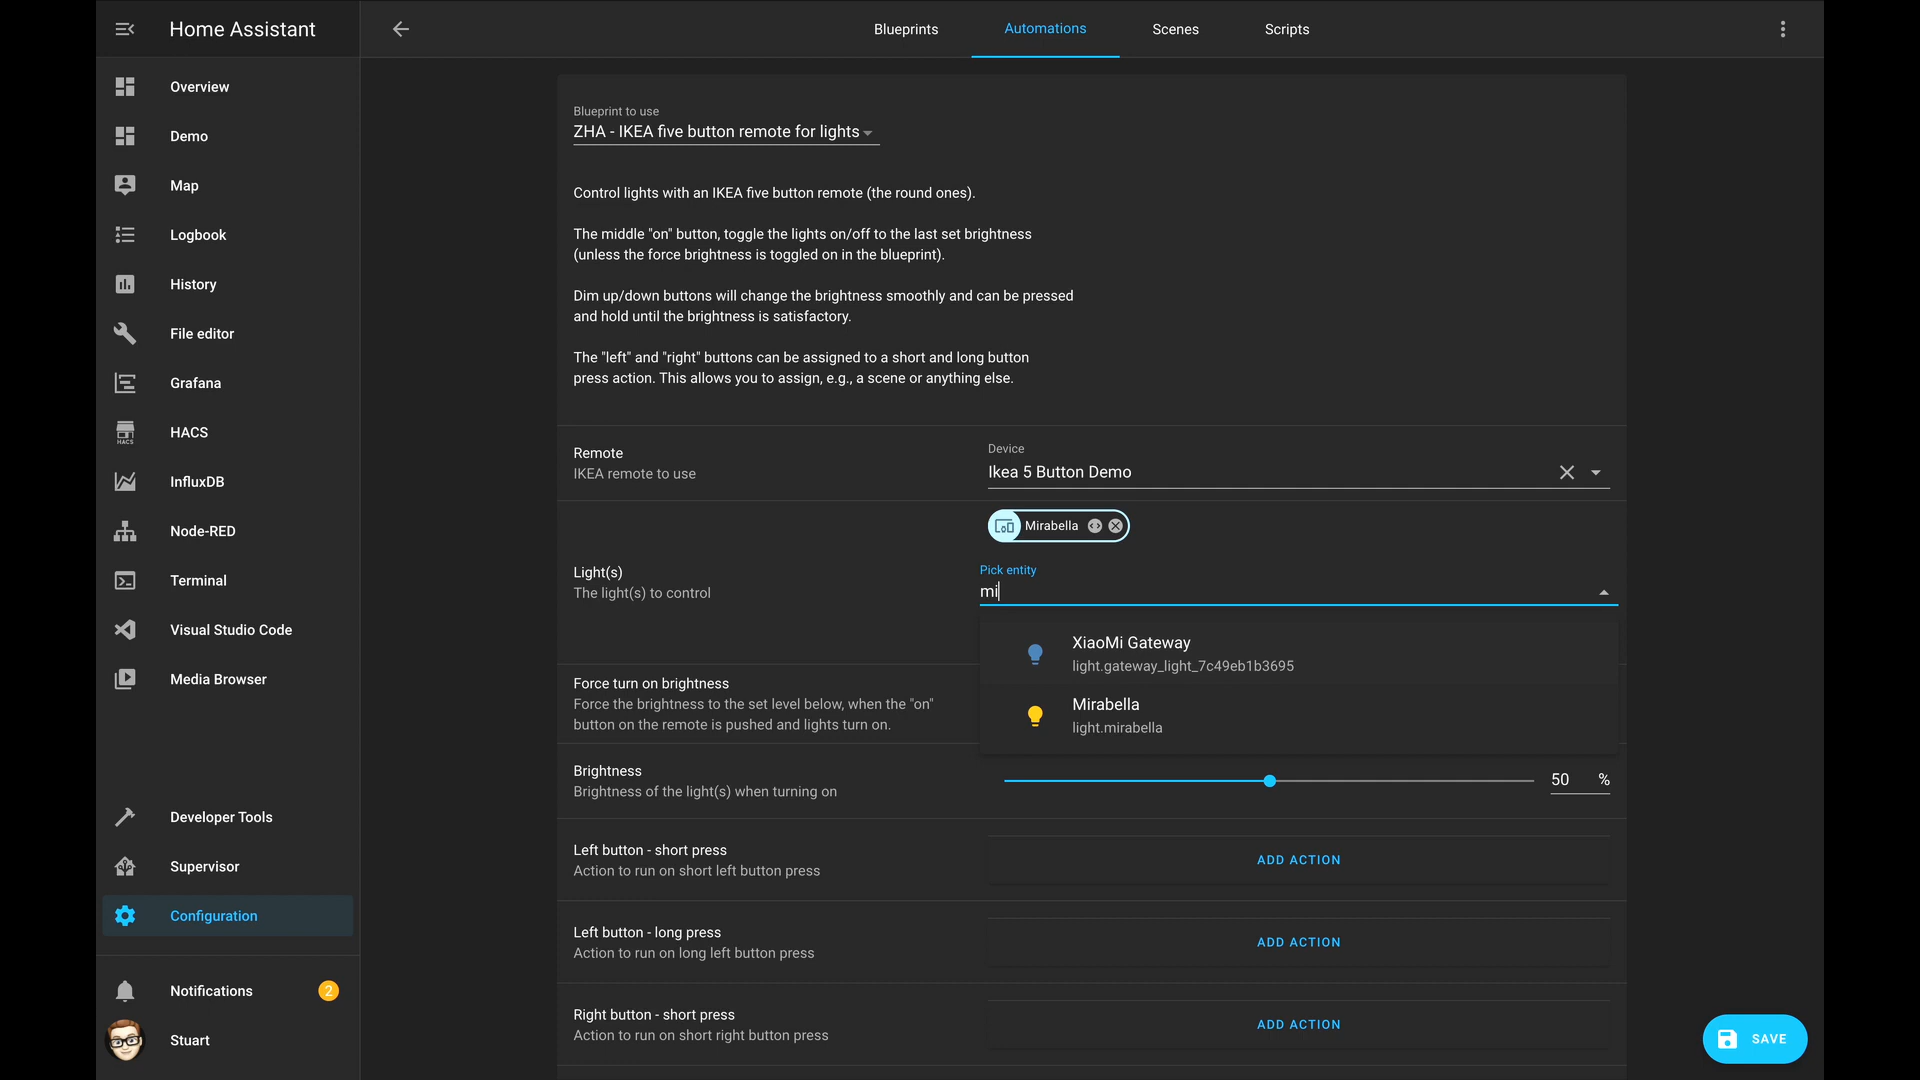 Home Assistant
Blueprints
Automations
Scenes
Scripts
Overview
Demo
Map
Logbook
History
File editor
Grafana
HACS
HACS
InfluxDB
Node-RED
Terminal
Visual Studio Code
Media Browser
Developer Tools
Supervisor
Configuration
Notifications
2
Stuart
Blueprint to use
ZHA - IKEA five button remote for lights
Control lights with an IKEA five button remote (the round ones).
The middle "on" button, toggle the lights on/off to the last set brightness
(unless the force brightness is toggled on in the blueprint).
Dim up/down buttons will change the brightness smoothly and can be pressed
and hold until the brightness is satisfactory.
The "left" and "right" buttons can be assigned to a short and long button
press action. This allows you to assign, e.g., a scene or anything else.
Remote
IKEA remote to use
Device
Ikea 5 Button Demo
Mirabella
Light(s)
The light(s) to control
Pick entity
mi
XiaoMi Gateway
light.gateway_light_7c49eb1b3695
Mirabella
light.mirabella
Force turn on brightness
Force the brightness to the set level below, when the "on"
button on the remote is pushed and lights turn on.
Brightness
Brightness of the light(s) when turning on
50 %
Left button - short press
Action to run on short left button press
ADD ACTION
Left button - long press
Action to run on long left button press
ADD ACTION
Right button - short press
Action to run on short right button press
ADD ACTION
SAVE